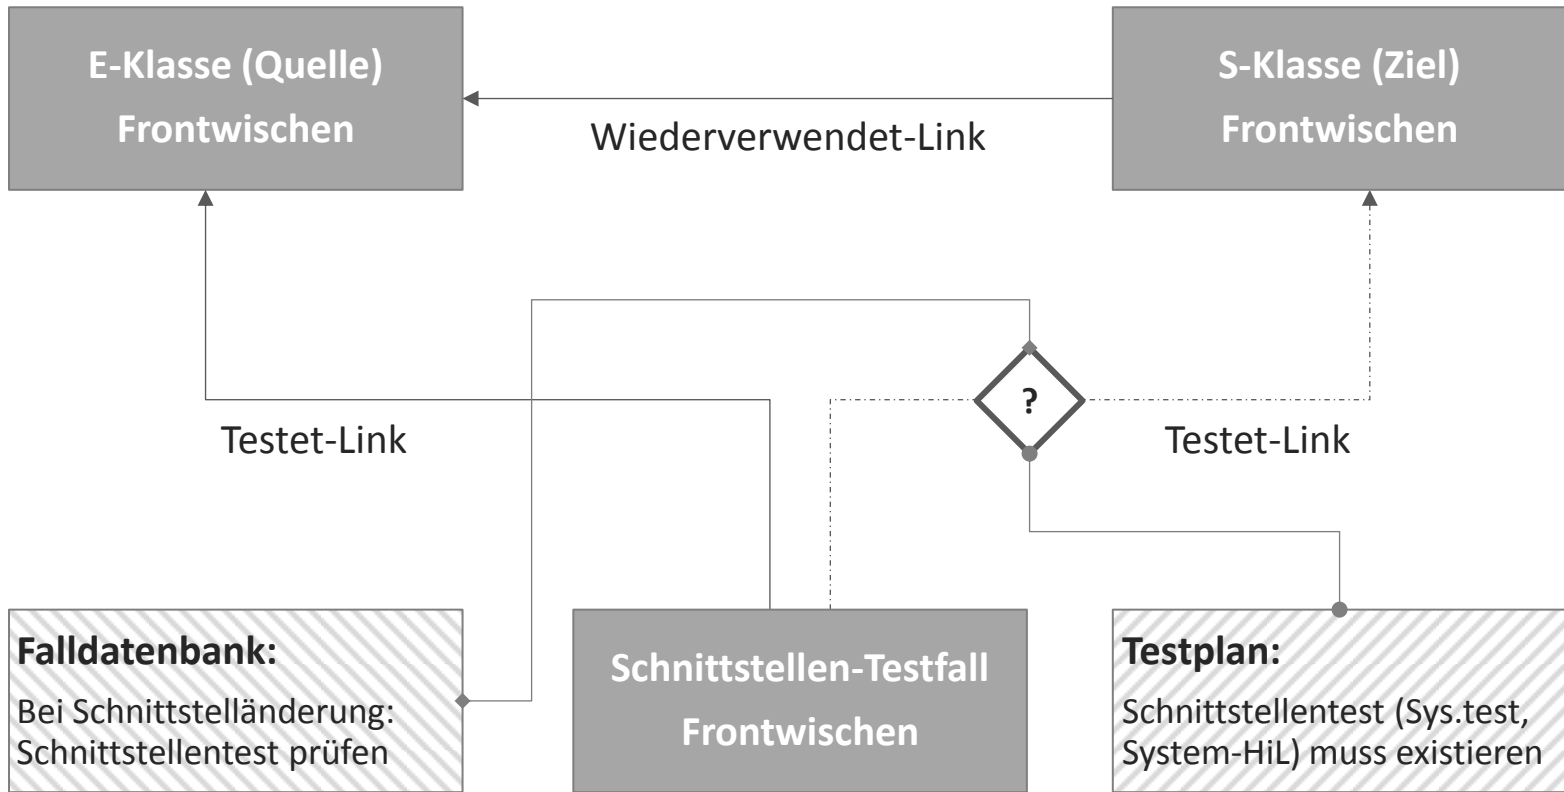 E-Klasse (Quelle)
Frontwischen
S-Klasse (Ziel)
Frontwischen
Wiederverwendet-Link
?
Testet-Link
Testet-Link
Falldatenbank:
Bei Schnittstelländerung:
Schnittstellentest prüfen
Schnittstellen-Testfall
Frontwischen
Testplan:
Schnittstellentest (Sys.test,
System-HiL) muss existieren